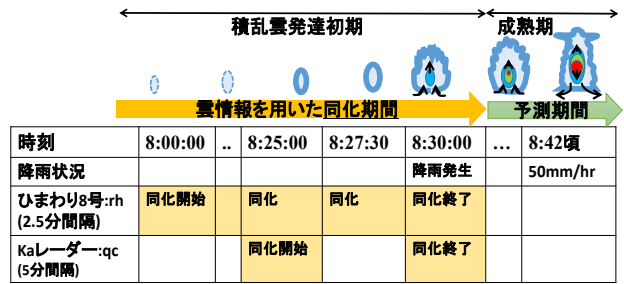 積乱雲発達初期
成熟期
雲情報を用いた同化期間
予測期間
時刻 8:00:00 .. 8:25:00 8:27:30 8:30:00 … 8:42頃
降雨状況 降雨発生 50mm/hr
ひまわり8号:rh
(2.5分間隔) 同化開始 同化 同化 同化終了
Kaレーダー:qc
(5分間隔) 同化開始 同化終了